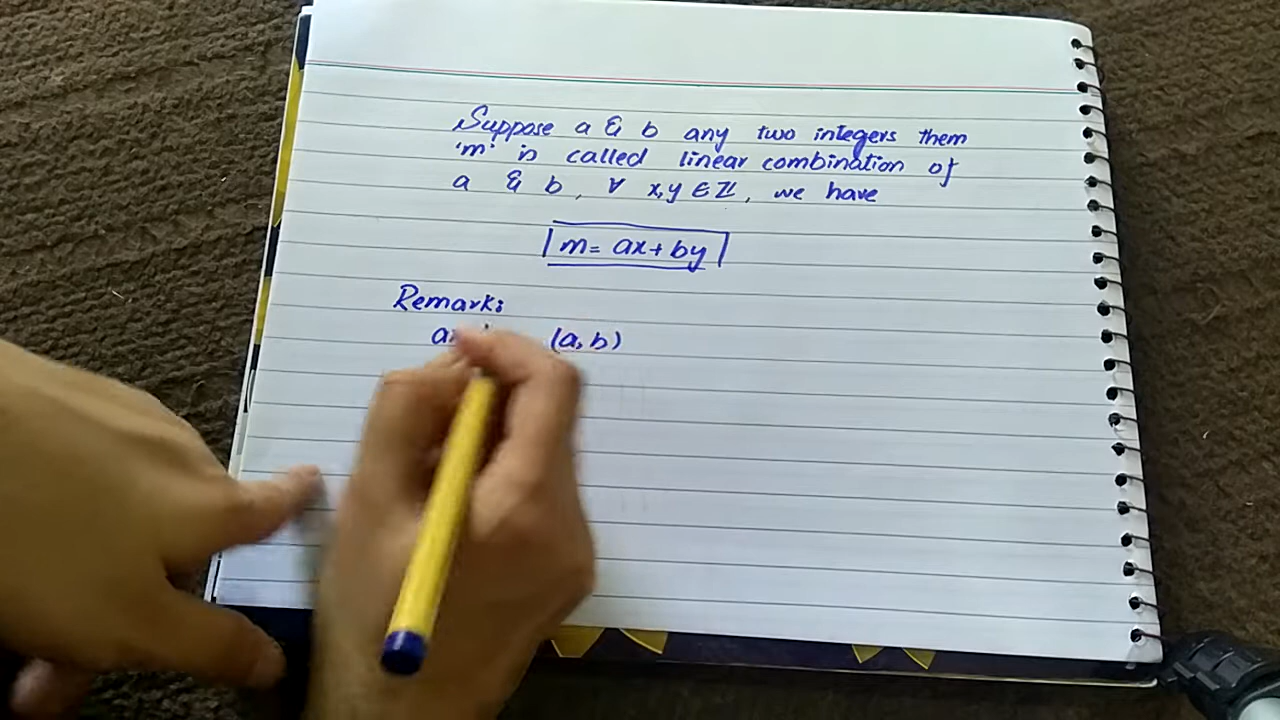 Suppose a & b any two integers them
'm' is called linear combination of
a & b, ∀ x,y ∈ ℤ, we have
m = ax + by
Remark:
(a, b)